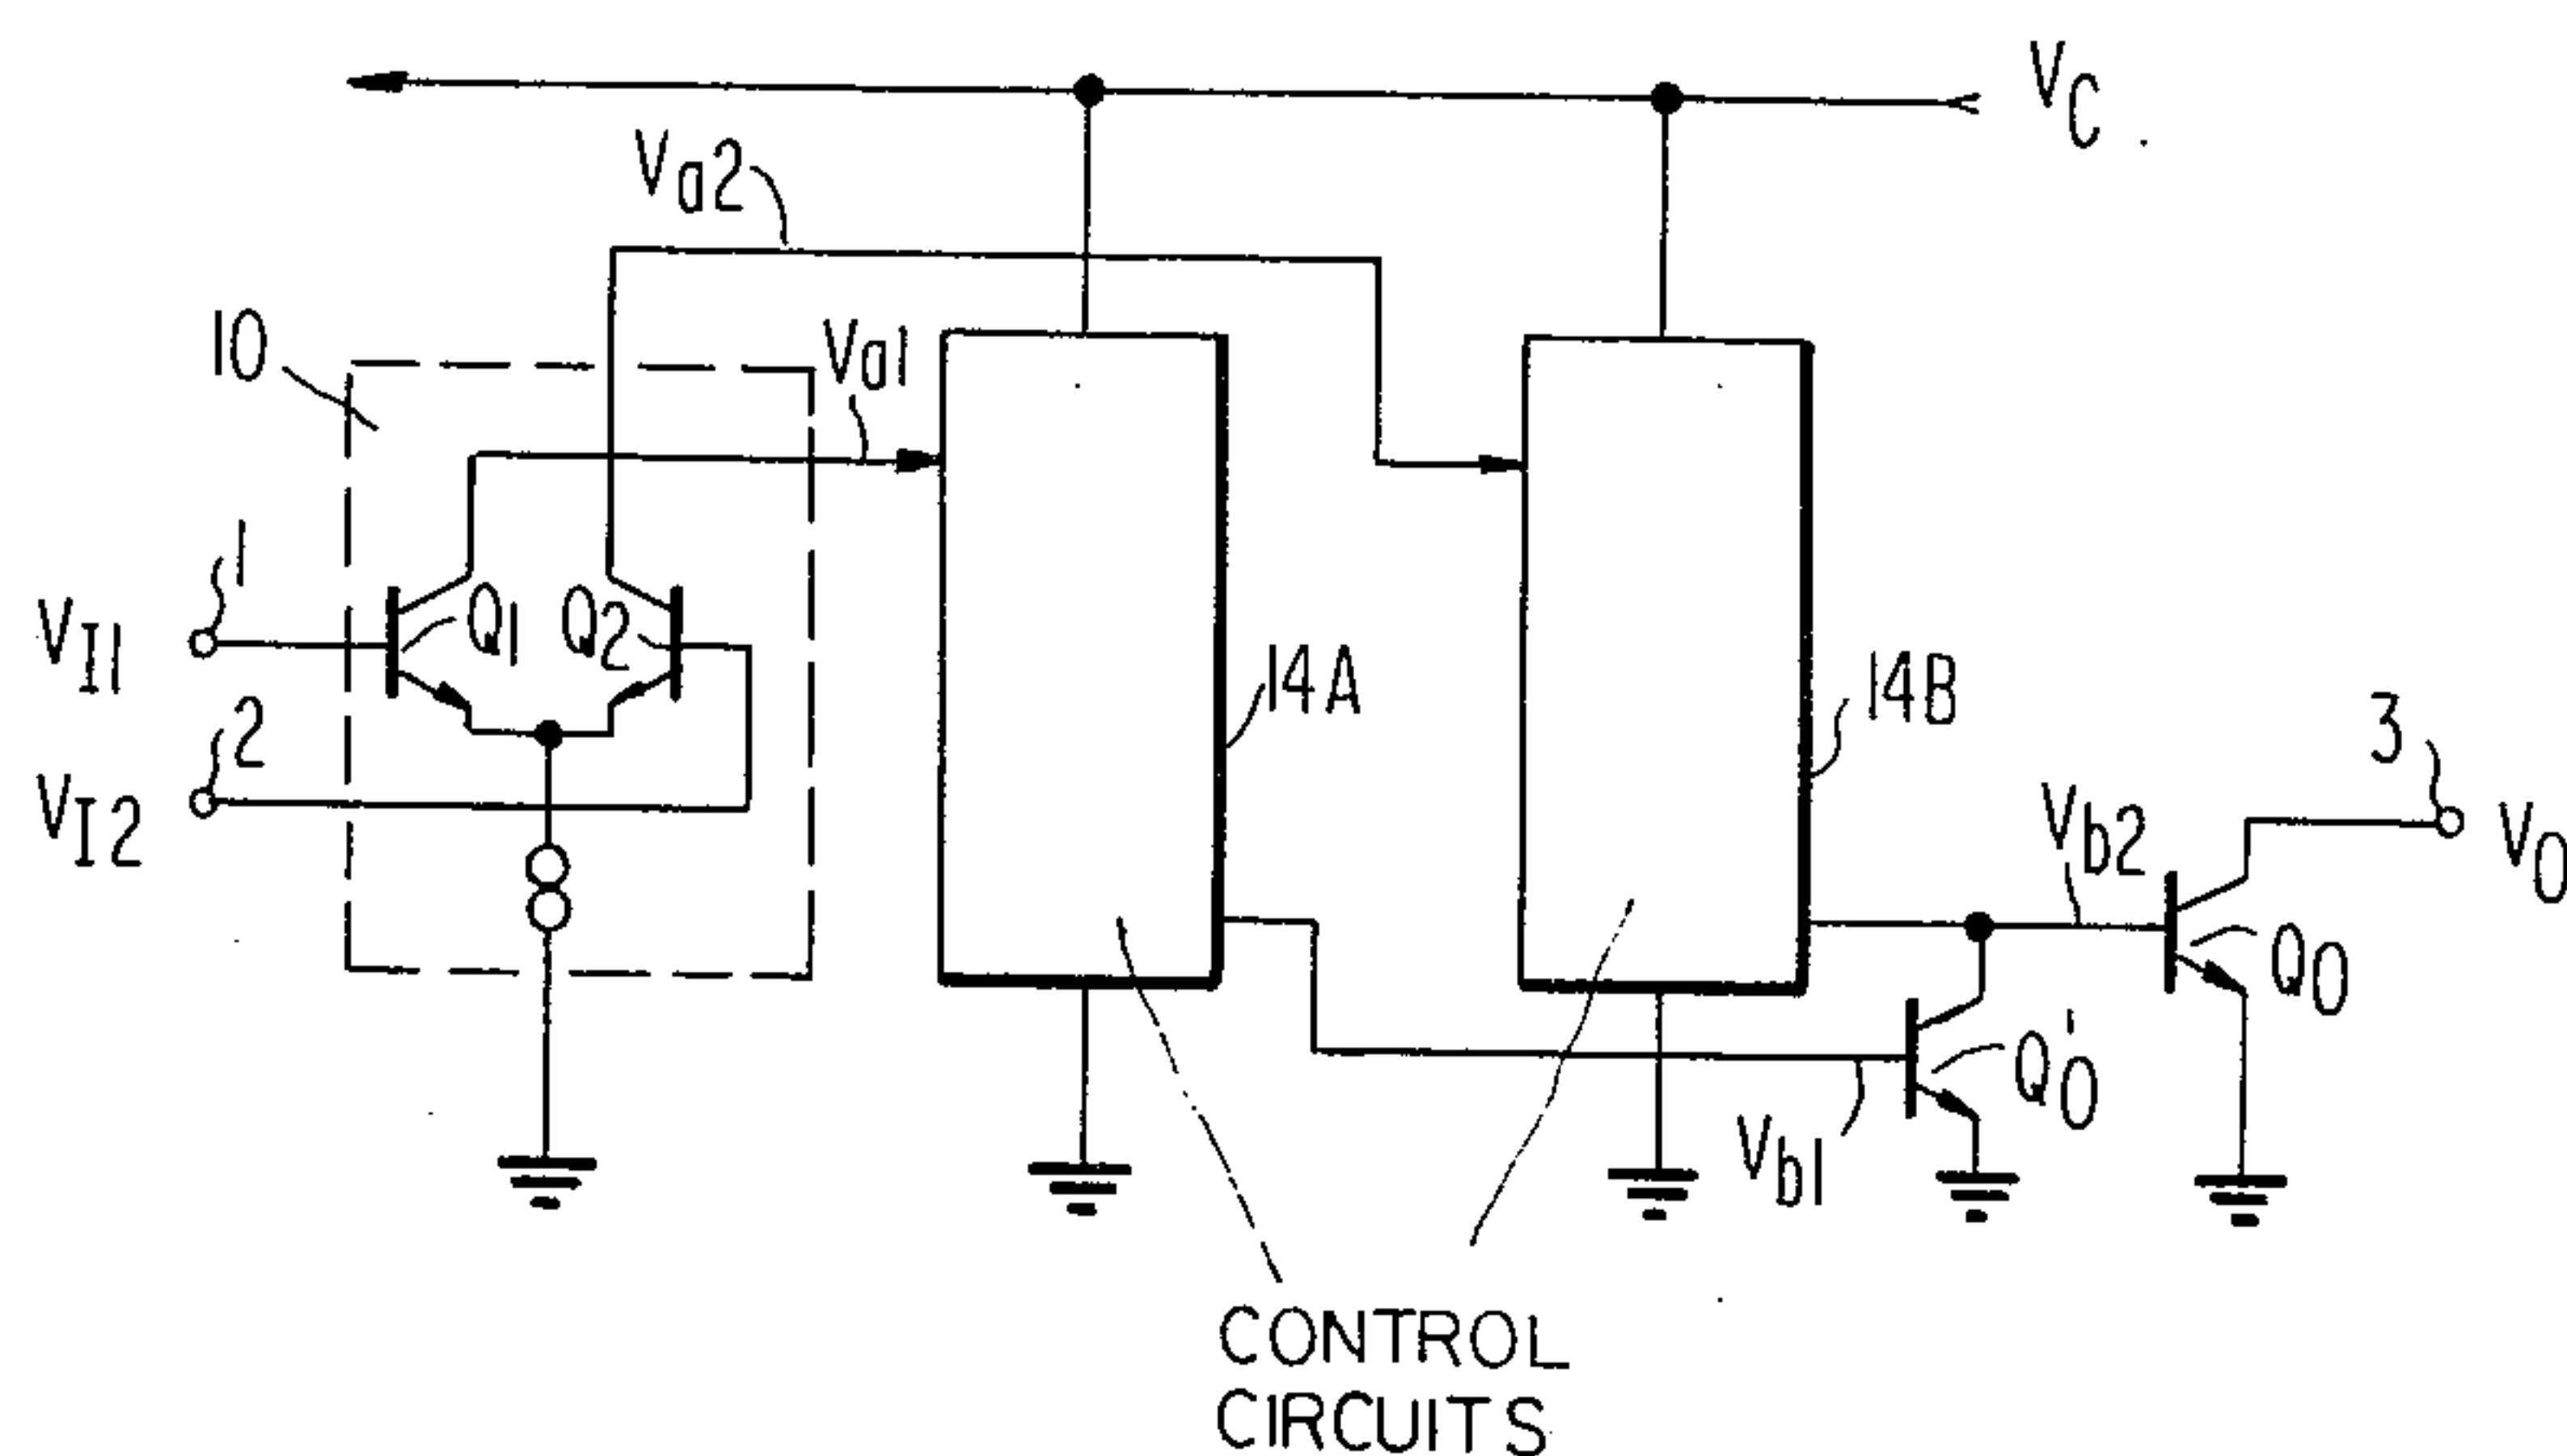 VC
Va2
10
Va1
1
Q1
Q2
VI1
2
VI2
14A
14B
3
Vb2
VO
QO
Q'O
Vb1
CONTROL
CIRCUITS